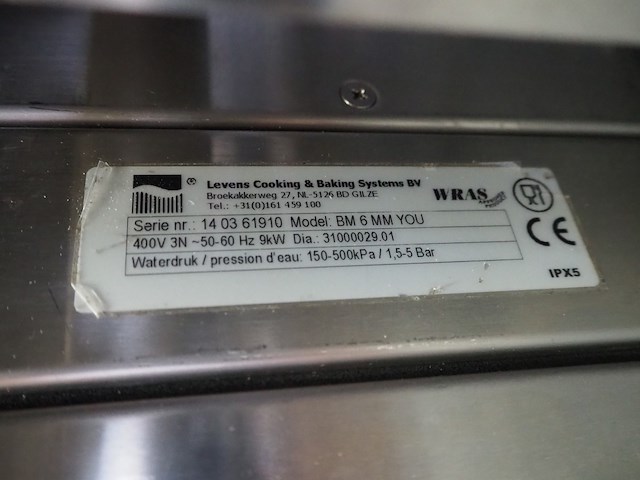 ® Levens Cooking & Baking Systems BV
Broekakkerweg 27, NL-5126 BD GILZE
Tel.: +31(0)161 459 100
WRAS
APPROVED
PRODUCT
Serie nr.: 14 03 61910 Model: BM 6 MM YOU
400V 3N ~50-60 Hz 9kW Dia.: 31000029.01
Waterdruk / pression d'eau: 150-500kPa / 1,5-5 Bar
CE
IPX5